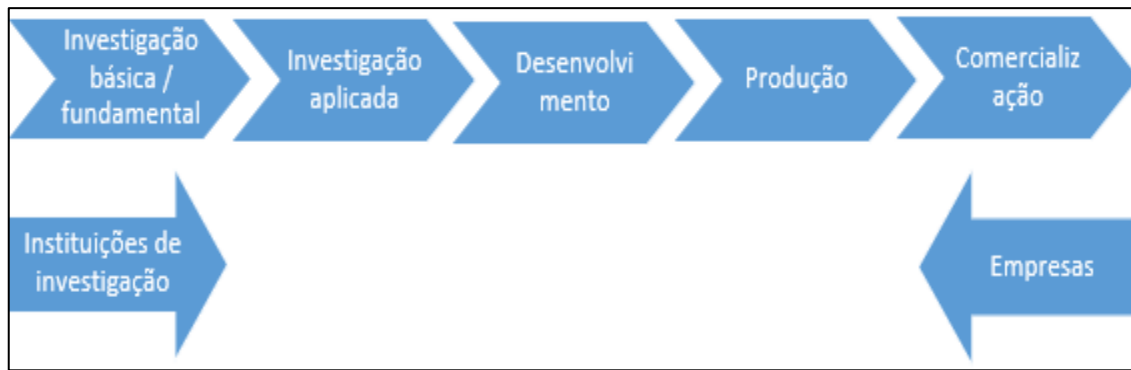 Investigação
básica /
fundamental
Investigação
aplicada
Desenvolvi
mento
Produção
Comercializ
ação
Instituições de
investigação
Empresas